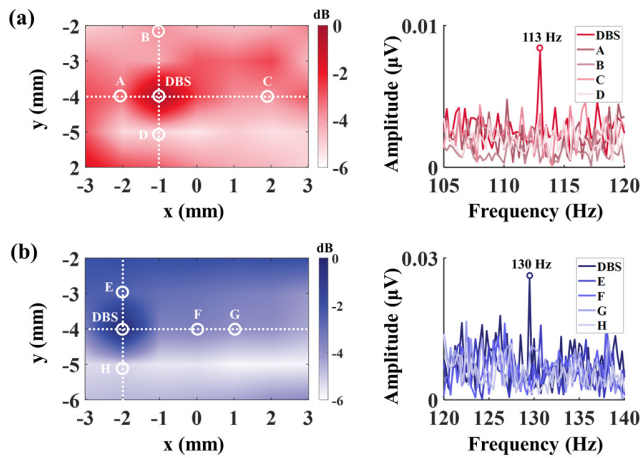 (a)
dB
0
-2
-4
-6
-2
-3
-4
-5
2
y (mm)
-3 -2 -1 0 1 2 3
x (mm)
B
A
DBS
C
D
0.01
0
Amplitude (µV)
113 Hz
DBS
A
B
C
D
105 110 115 120
Frequency (Hz)
(b)
dB
0
-2
-4
-6
-2
-3
-4
-5
-6
y (mm)
-3 -2 -1 0 1 2 3
x (mm)
E
DBS
F
G
H
0.03
0
Amplitude (µV)
130 Hz
DBS
E
F
G
H
120 125 130 135 140
Frequency (Hz)